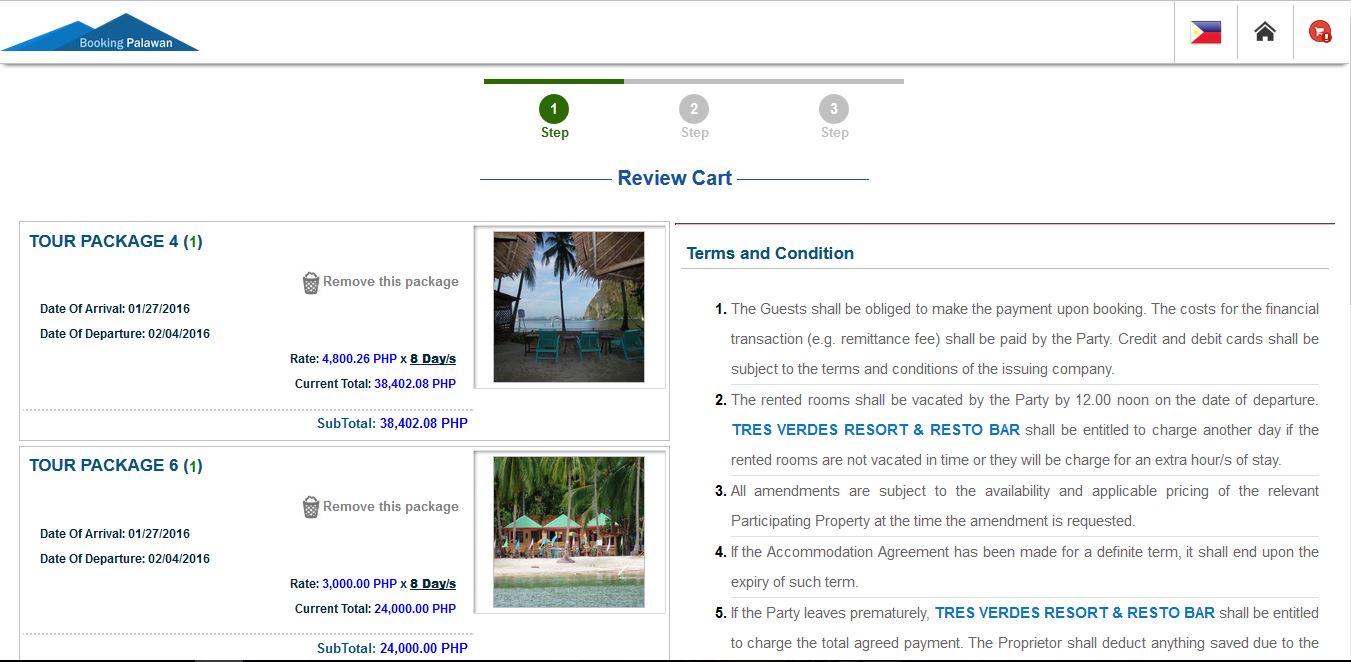 Booking Palawan
1
2
3
Step
Step
Step
Review Cart
TOUR PACKAGE 4 (1)
Remove this package
Date Of Arrival: 01/27/2016
Date Of Departure: 02/04/2016
Rate: 4,800.26 PHP x 8 Day/s
Current Total: 38,402.08 PHP
SubTotal: 38,402.08 PHP
TOUR PACKAGE 6 (1)
Remove this package
Date Of Arrival: 01/27/2016
Date Of Departure: 02/04/2016
Rate: 3,000.00 PHP x 8 Day/s
Current Total: 24,000.00 PHP
SubTotal: 24,000.00 PHP
Terms and Condition
1. The Guests shall be obliged to make the payment upon booking. The costs for the financial
transaction (e.g. remittance fee) shall be paid by the Party. Credit and debit cards shall be
subject to the terms and conditions of the issuing company.
2. The rented rooms shall be vacated by the Party by 12.00 noon on the date of departure.
TRES VERDES RESORT & RESTO BAR shall be entitled to charge another day if the
rented rooms are not vacated in time or they will be charge for an extra hour/s of stay.
3. All amendments are subject to the availability and applicable pricing of the relevant
Participating Property at the time the amendment is requested.
4. If the Accommodation Agreement has been made for a definite term, it shall end upon the
expiry of such term.
5. If the Party leaves prematurely, TRES VERDES RESORT & RESTO BAR shall be entitled
to charge the total agreed payment. The Proprietor shall deduct anything saved due to the